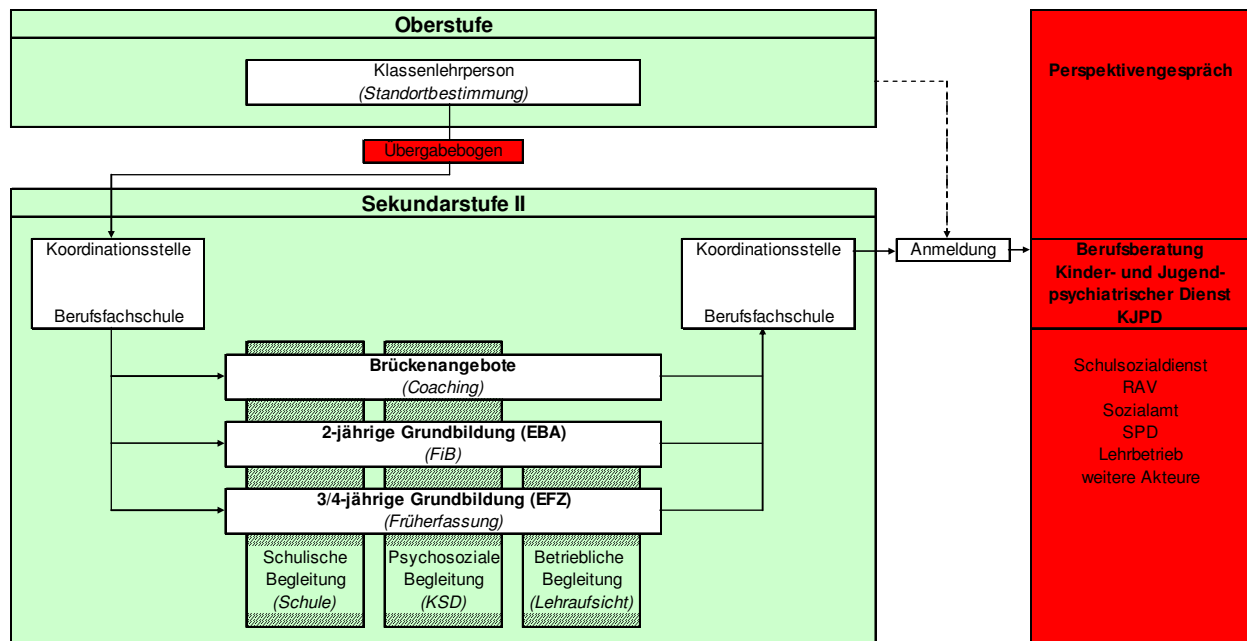 Oberstufe
Klassenlehrperson
(Standortbestimmung)
Übergabebogen
Sekundarstufe II
Koordinationsstelle
Berufsfachschule
Koordinationsstelle
Berufsfachschule
Anmeldung
Brückenangebote
(Coaching)
2-jährige Grundbildung (EBA)
(FiB)
3/4-jährige Grundbildung (EFZ)
(Früherfassung)
Schulische
Begleitung
(Schule)
Psychosoziale
Begleitung
(KSD)
Betriebliche
Begleitung
(Lehraufsicht)
Perspektivengespräch
Berufsberatung
Kinder- und Jugend-
psychiatrischer Dienst
KJPD
Schulsozialdienst
RAV
Sozialamt
SPD
Lehrbetrieb
weitere Akteure